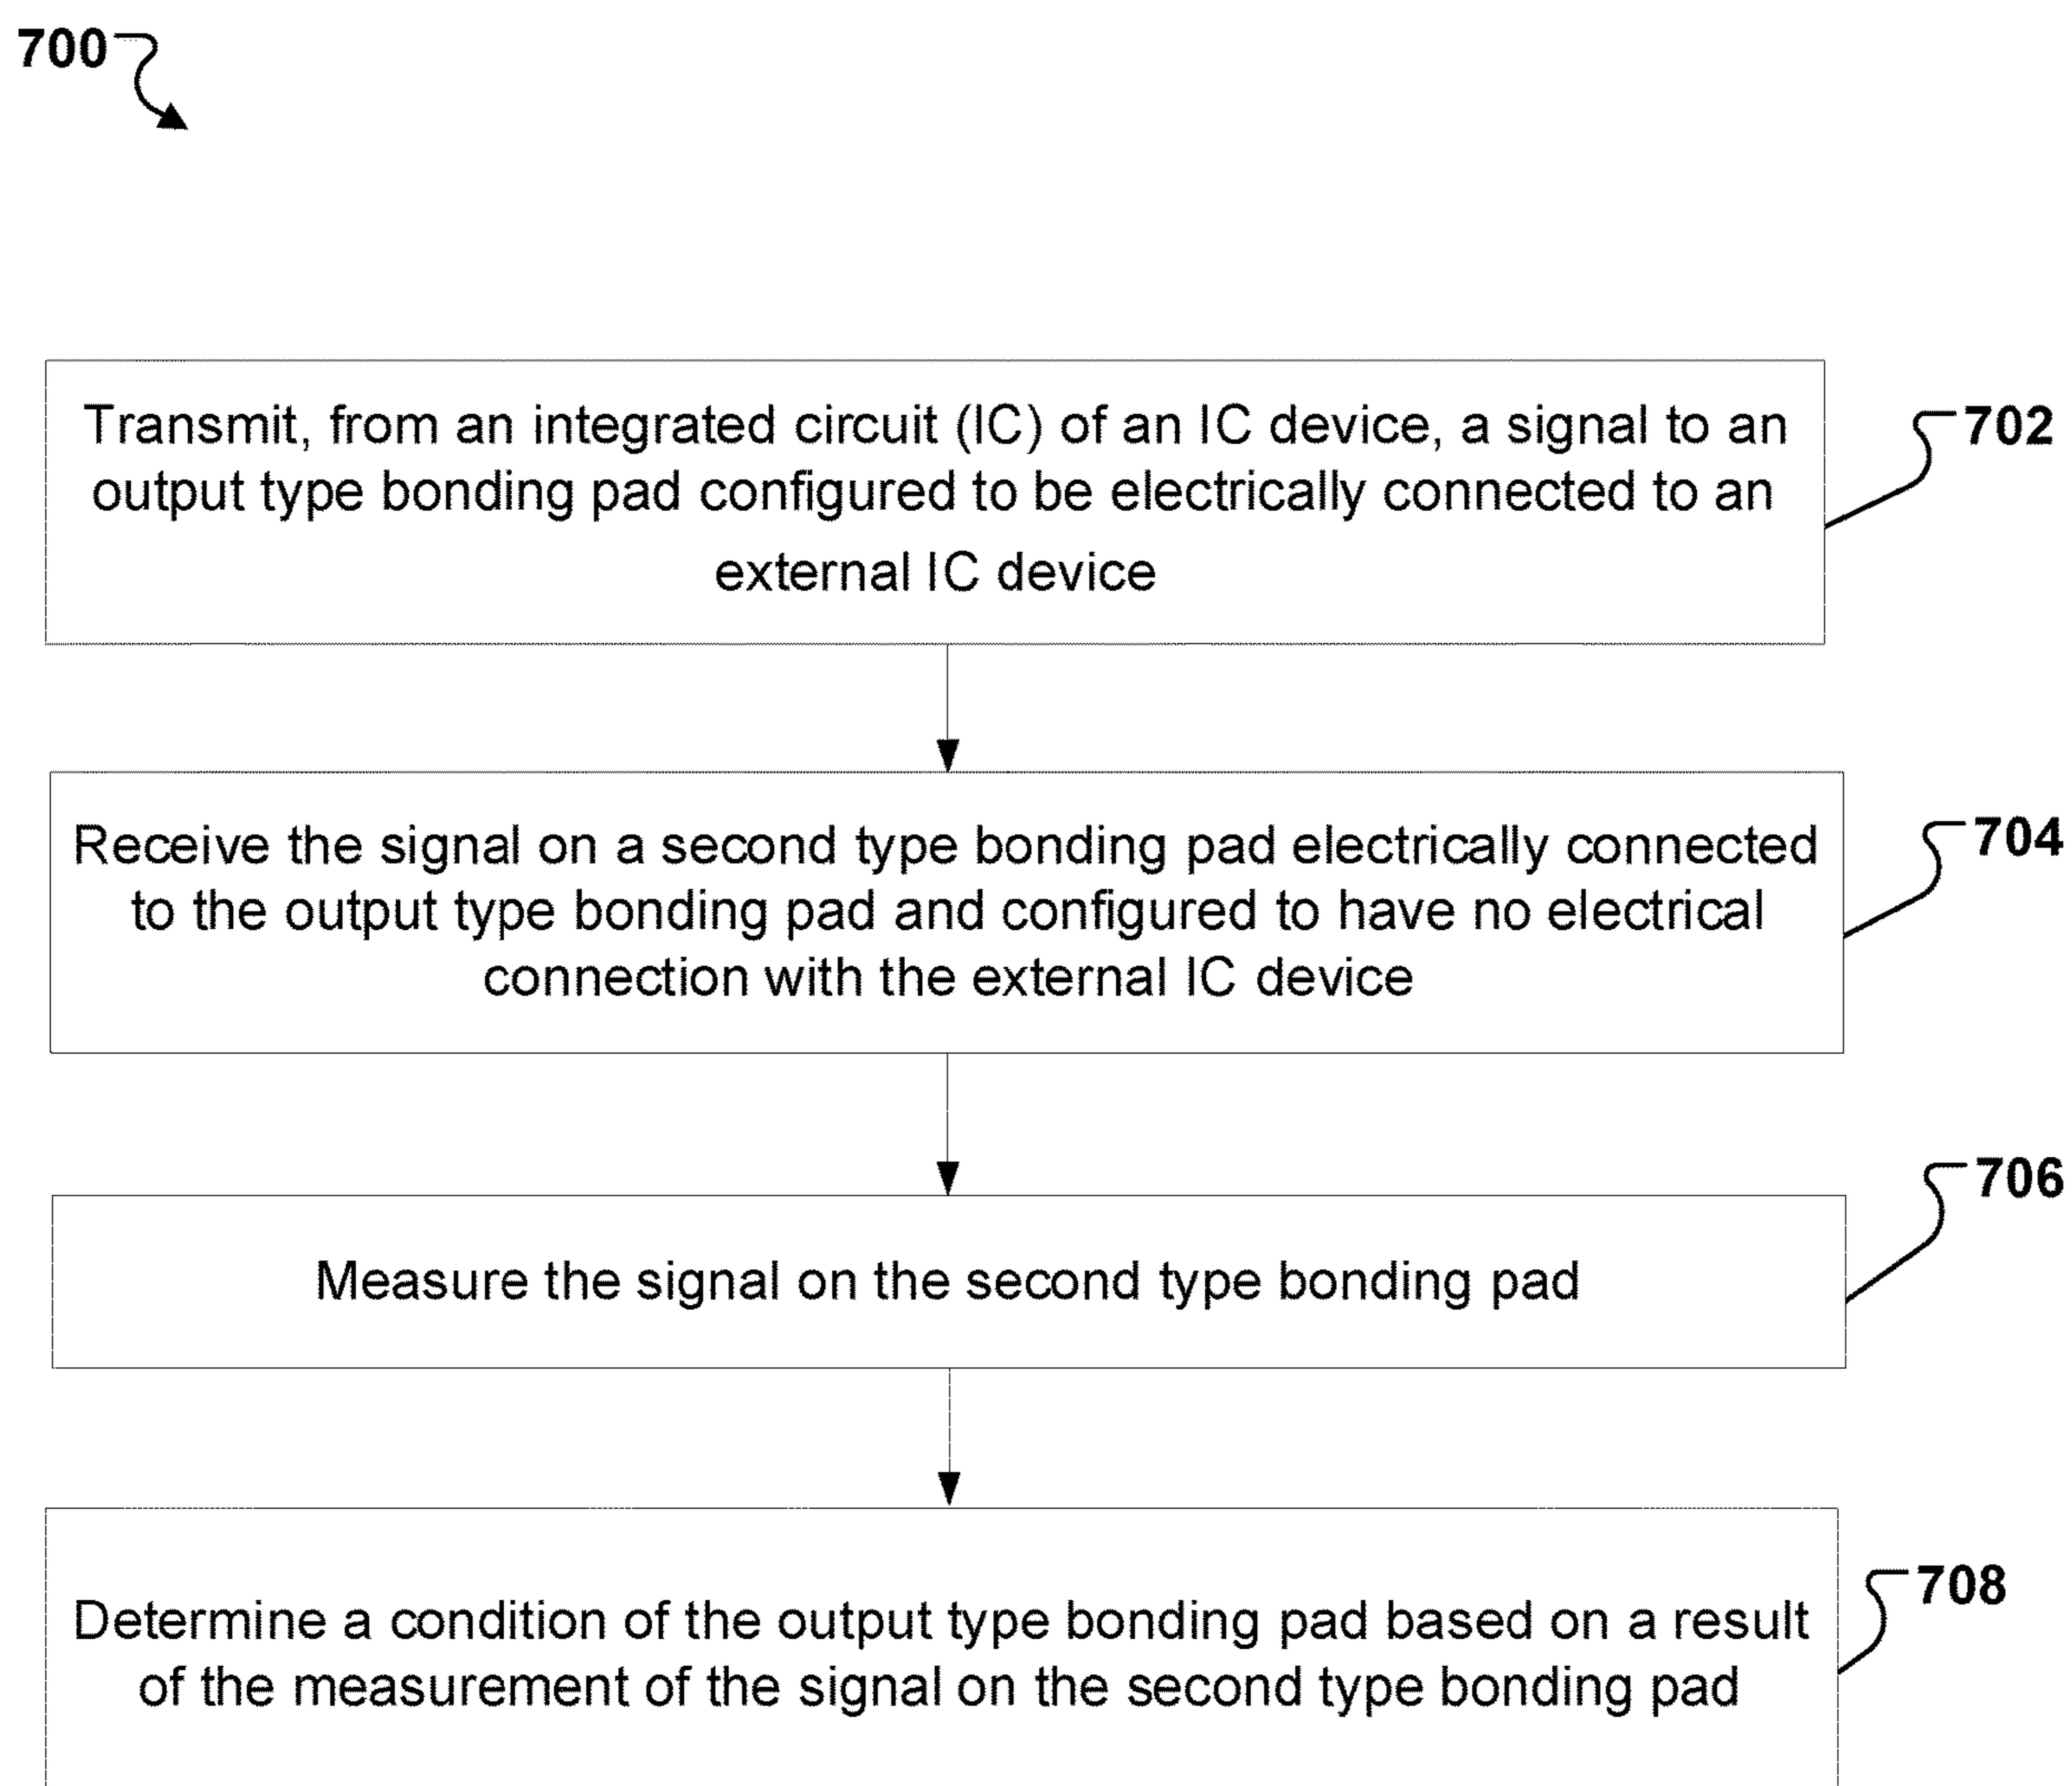 700
Transmit, from an integrated circuit (IC) of an IC device, a signal to an
output type bonding pad configured to be electrically connected to an
external IC device
702
Receive the signal on a second type bonding pad electrically connected
to the output type bonding pad and configured to have no electrical
connection with the external IC device
704
Measure the signal on the second type bonding pad
706
Determine a condition of the output type bonding pad based on a result
of the measurement of the signal on the second type bonding pad
708